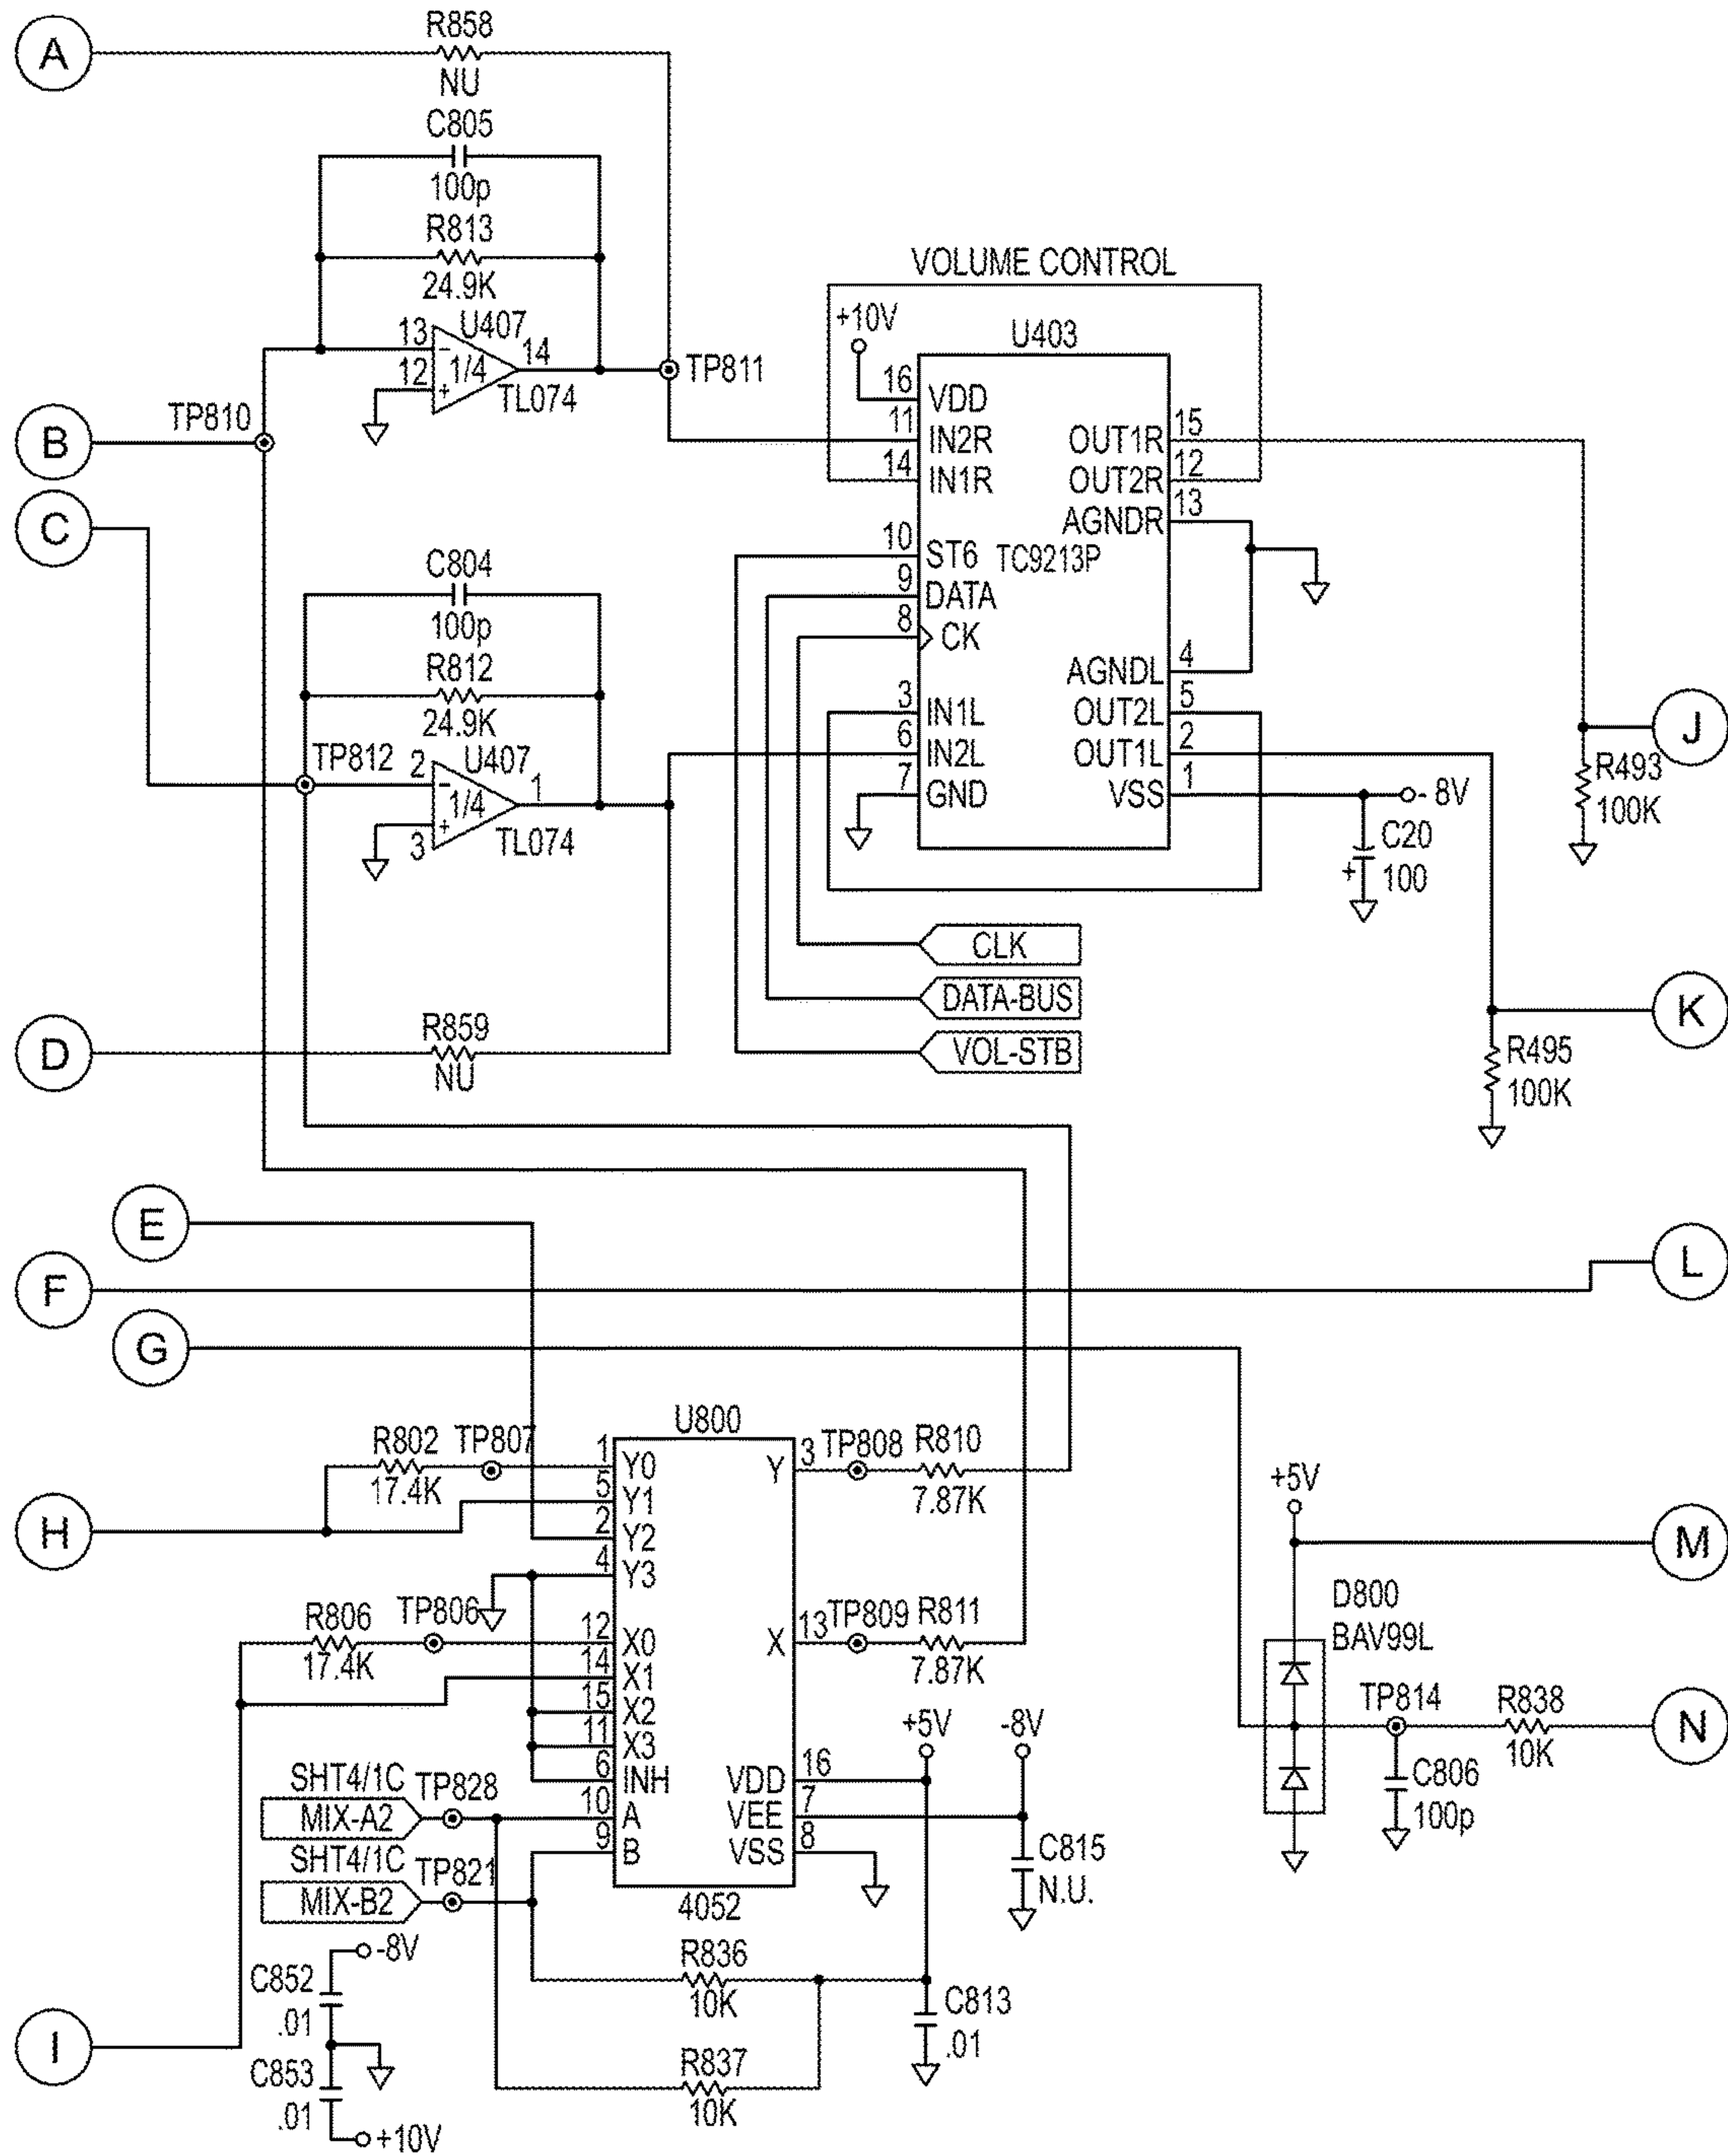 A
R858
NU
C805
100p
R813
24.9K
VOLUME CONTROL
+10V
U403
13
U407
14
12
1/4
TL074
TP811
- +
B
TP810
C
16
VDD
11
IN2R
OUT1R
15
14
IN1R
OUT2R
12
AGNDR
13
10
ST6
TC9213P
9
DATA
8
CK
AGNDL
4
3
IN1L
OUT2L
5
6
IN2L
OUT1L
2
7
GND
VSS
1
C804
100p
R812
24.9K
TP812
2
U407
1
1/4
3
TL074
- +
- 8V
C20
+
100
J
R493
100K
CLK
DATA-BUS
VOL-STB
K
R495
100K
D
R859
NU
E
F
L
G
U800
R802
TP807
1
Y0
Y
3
TP808
R810
17.4K
5
Y1
7.87K
H
2
Y2
4
Y3
R806
TP806
12
X0
X
13
TP809
R811
17.4K
14
X1
7.87K
15
X2
11
X3
6
INH
VDD
16
+5V
-8V
SHT4/1C
TP828
10
A
VEE
7
MIX-A2
9
B
VSS
8
SHT4/1C
TP821
MIX-B2
4052
C815
N.U.
+5V
M
D800
BAV99L
TP814
R838
N
10K
C806
100p
-8V
C852
.01
R836
10K
C813
.01
I
C853
.01
R837
10K
+10V